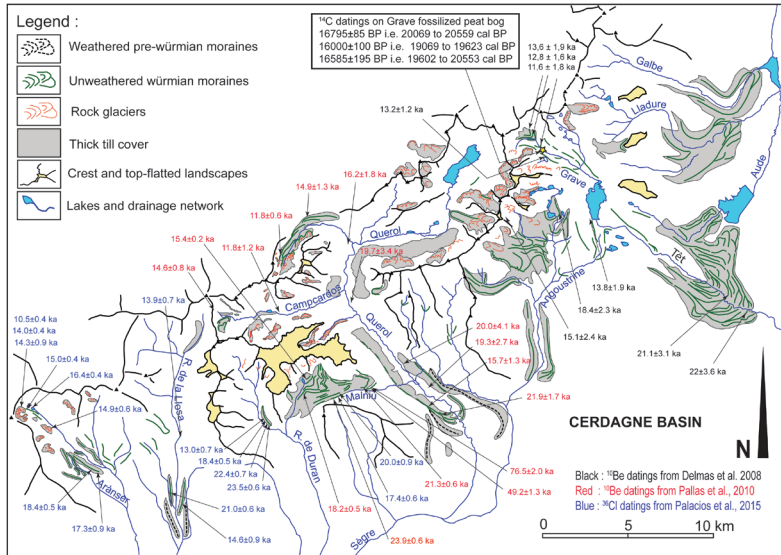 Legend :
Weathered pre-würmian moraines
Unweathered würmian moraines
Rock glaciers
Thick till cover
Crest and top-flatted landscapes
Lakes and drainage network
14C datings on Grave fossilized peat bog
16795±85 BP i.e. 20069 to 20559 cal BP
16000±100 BP i.e. 19069 to 19623 cal BP
16585±195 BP i.e. 19602 to 20553 cal BP
13,6 ± 1,9 ka
12,8 ± 1,6 ka
11,6 ± 1,8 ka
Galbe
Lladure
Aude
13.2±1.2 ka
Grave
16.2±1.8 ka
14.9±1.3 ka
11.8±0.6 ka
Querol
15.4±0.2 ka
11.8±1.2 ka
19.7±3.4 ka
14.6±0.8 ka
Têt
13.9±0.7 ka
Campcardos
Angoustrine
13.8±1.9 ka
18.4±2.3 ka
10.5±0.4 ka
14.0±0.4 ka
14.3±0.9 ka
Querol
20.0±4.1 ka
19.3±2.7 ka
15.1±2.4 ka
15.0±0.4 ka
16.4±0.4 ka
R. de la Llosa
15.7±1.3 ka
21.1±3.1 ka
22±3.6 ka
14.9±0.6 ka
Malniu
21.9±1.7 ka
CERDAGNE BASIN
N
13.0±0.7 ka
18.4±0.5 ka
22.4±0.7 ka
23.5±0.6 ka
R. de Duran
20.0±0.9 ka
76.5±2.0 ka
Black : 10Be datings from Delmas et al. 2008
Aránser
21.3±0.6 ka
49.2±1.3 ka
Red : 10Be datings from Pallas et al., 2010
18.4±0.5 ka
21.0±0.6 ka
18.2±0.5 ka
17.4±0.6 ka
Blue : 36Cl datings from Palacios et al., 2015
17.3±0.9 ka
14.6±0.9 ka
Sègre
23.9±0.6 ka
0 5 10 km